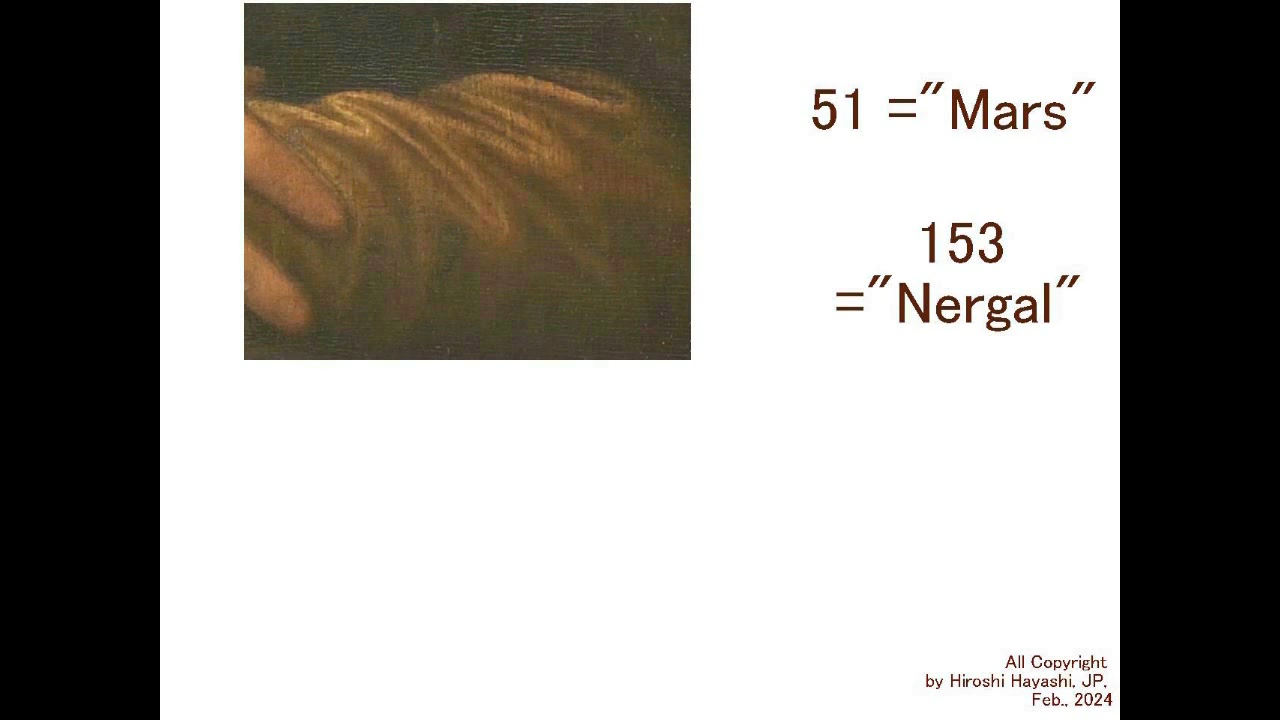 51 ="Mars"
153
="Nergal"
All Copyright
by Hiroshi Hayashi, JP,
Feb., 2024